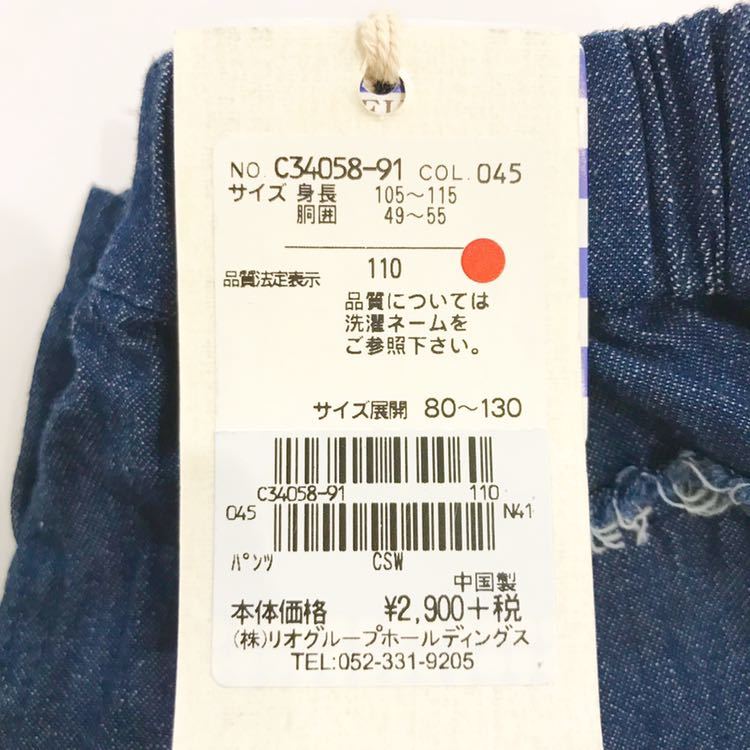 NO. C34058-91 COL. 045
サイズ 身長 105～115
胴囲 49～55
品質法定表示 110
品質については
洗濯ネームを
ご参照下さい。
サイズ展開 80～130
C34058-91 110
045 N41
パンツ CSW
中国製
本体価格 ¥2,900+税
(株)リオグループホールディングス
TEL:052-331-9205